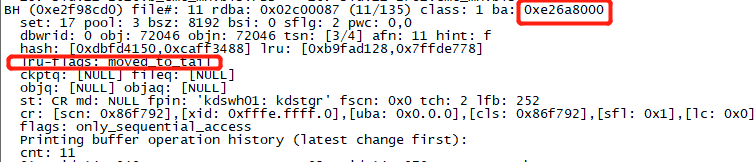 BH (0xe2f98cd0) file#: 11 rdba: 0x02c00087 (11/135) class: 1 ba: 0xe26a8000
set: 17 pool: 3 bsz: 8192 bsi: 0 sflg: 2 pwc: 0,0
dbwrid: 0 obj: 72046 objn: 72046 tsn: [3/4] afn: 11 hint: f
hash: [0xdbfd4150,0xcaff3488] lru: [0xb9fad128,0x7ffde778]
lru-flags: moved_to_tail
ckptq: [NULL] fileq: [NULL]
objq: [NULL] objaq: [NULL]
st: CR md: NULL fpin: 'kdswh01: kdstgr' fscn: 0x0 tch: 2 lfb: 252
cr: [scn: 0x86f792],[xid: 0xfffe.ffff.0],[uba: 0x0.0.0],[cls: 0x86f792],[sfl: 0x1],[lc: 0x0]
flags: only_sequential_access
Printing buffer operation history (latest change first):
cnt: 11